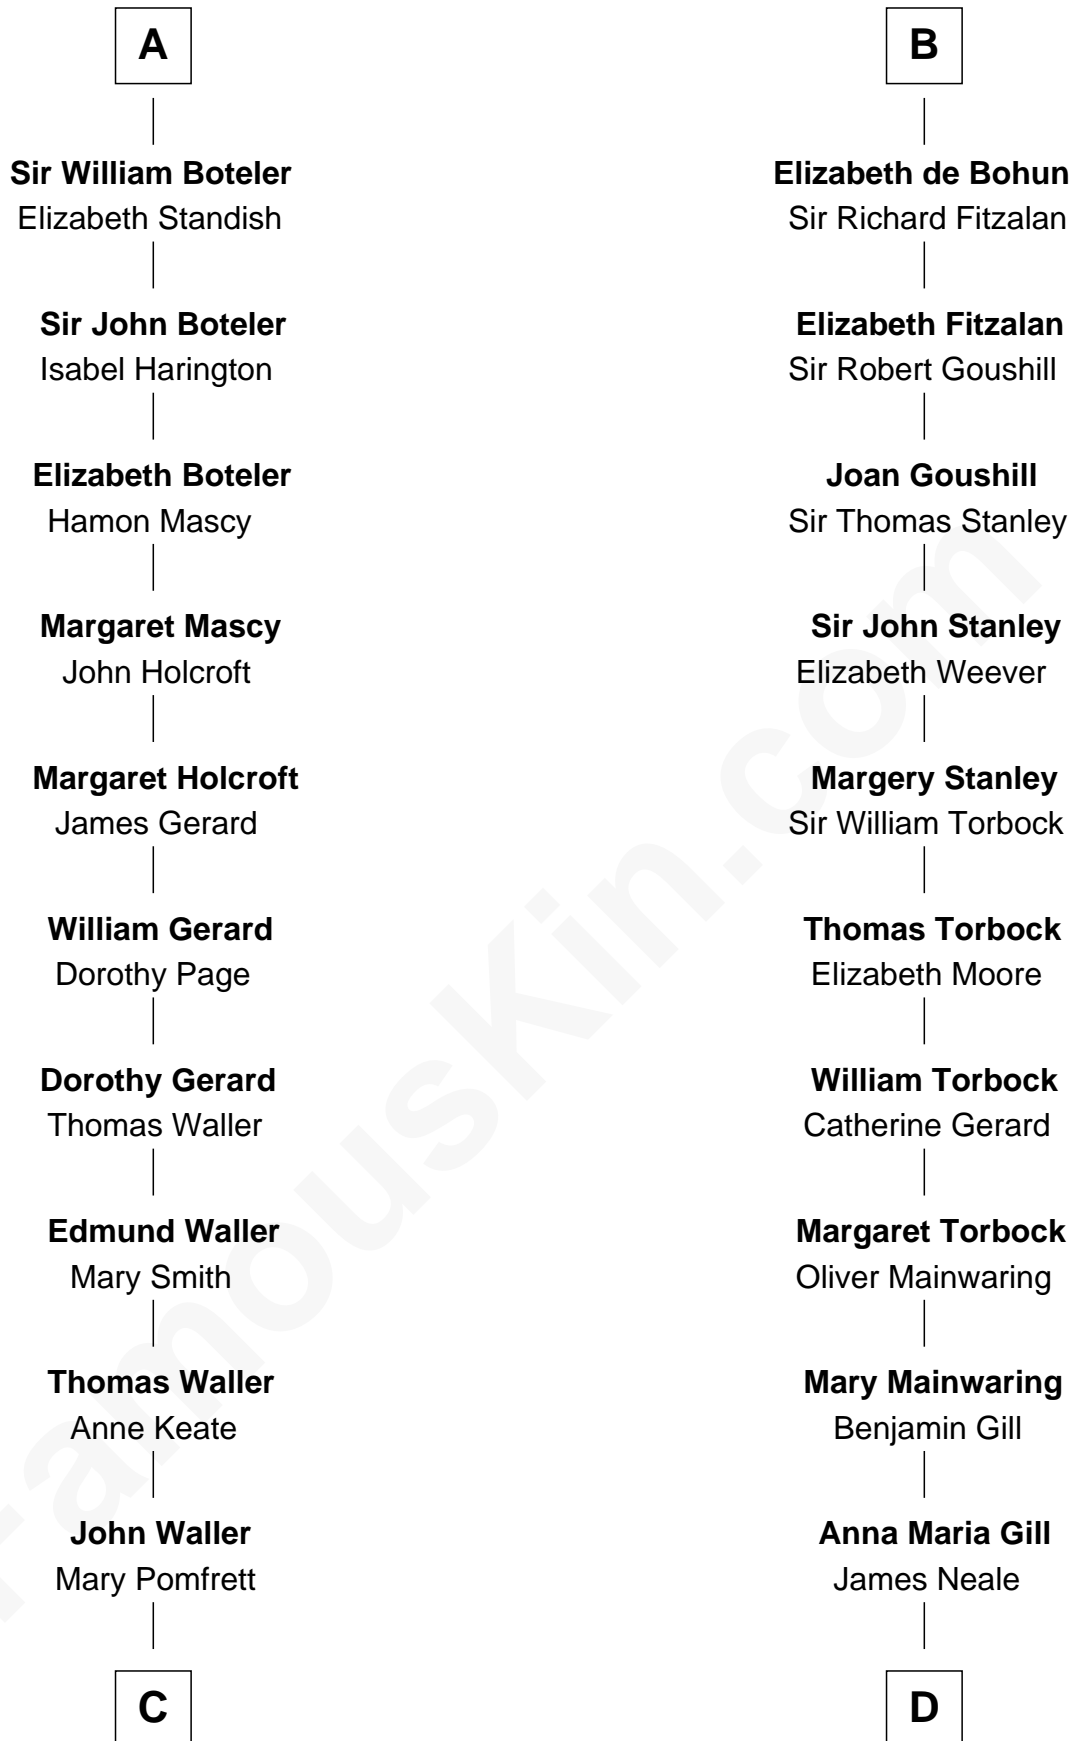 A
Sir William Boteler
Elizabeth Standish
Sir John Boteler
Isabel Harington
Elizabeth Boteler
Hamon Mascy
Margaret Mascy
John Holcroft
Margaret Holcroft
James Gerard
William Gerard
Dorothy Page
Dorothy Gerard
Thomas Waller
Edmund Waller
Mary Smith
Thomas Waller
Anne Keate
John Waller
Mary Pomfrett
C
B
Elizabeth de Bohun
Sir Richard Fitzalan
Elizabeth Fitzalan
Sir Robert Goushill
Joan Goushill
Sir Thomas Stanley
Sir John Stanley
Elizabeth Weever
Margery Stanley
Sir William Torbock
Thomas Torbock
Elizabeth Moore
William Torbock
Catherine Gerard
Margaret Torbock
Oliver Mainwaring
Mary Mainwaring
Benjamin Gill
Anna Maria Gill
James Neale
D
FamousKin.com